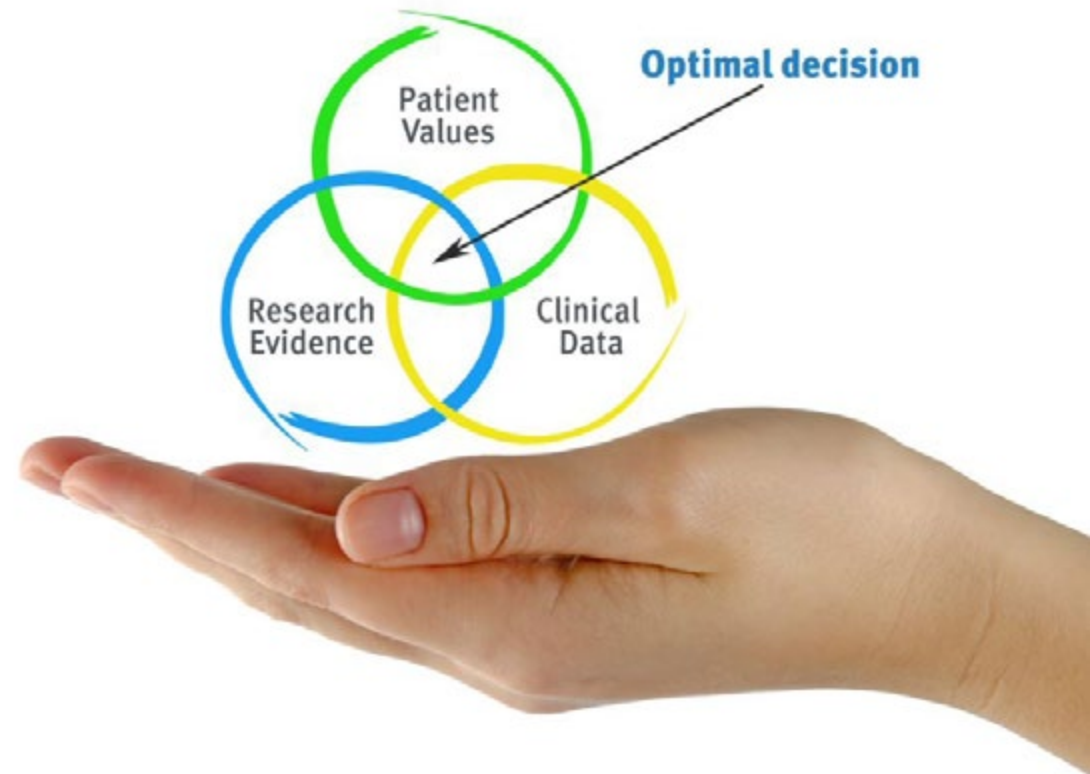 Optimal decision
Patient
Values
Research
Evidence
Clinical
Data